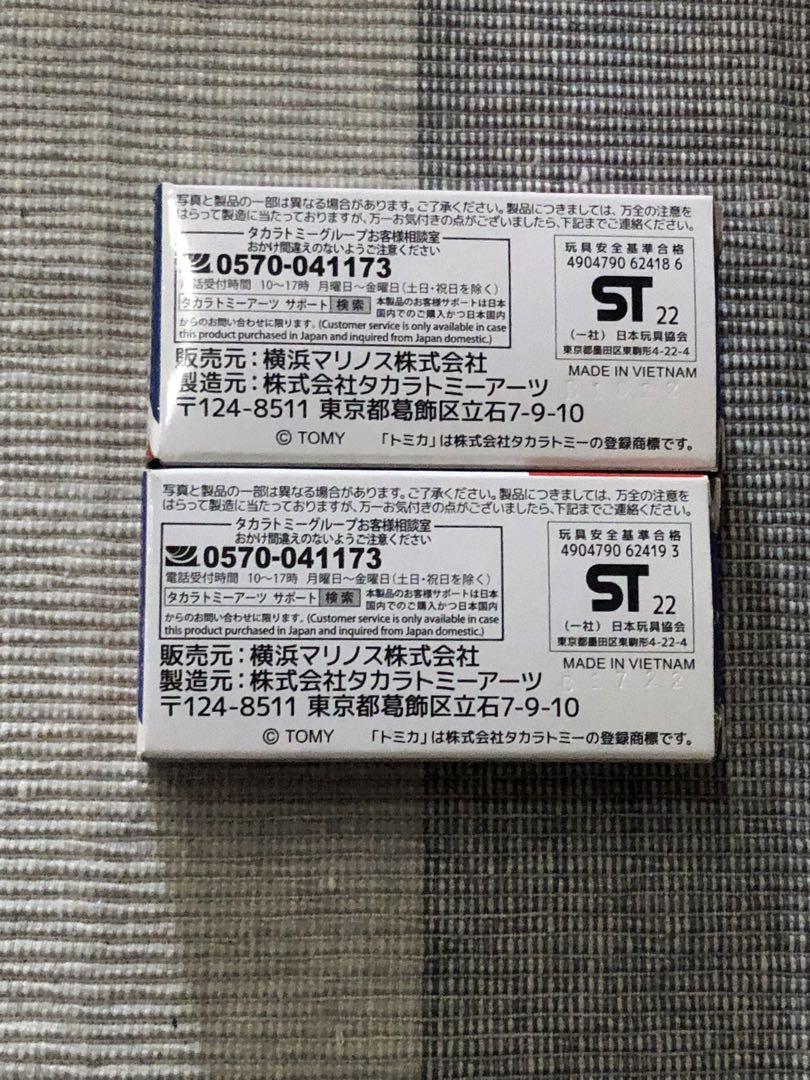 写真と製品の一部は異なる場合があります。ご了承ください。製品につきましては、万全の注意を
はらって製造に当たっておりますが、万一お気付きの点がございましたら、下記までご連絡ください。
タカラトミーグループお客様相談室
おかけ間違えのないようご注意ください
0570-041173
電話受付時間 10〜17時 月曜日〜金曜日(土・祝日を除く)
タカラトミーアーツ サポート 検索 本製品のお客様サポートは日本
国内でのご購入かつ日本国内
からのお問い合わせに限ります。(Customer service is only available in case
this product purchased in Japan and inquired from Japan domestic.)
玩具安全基準合格
4904790 62418 6
ST 22
(一社) 日本玩具協会
東京都墨田区東駒形4-22-4
MADE IN VIETNAM
販売元:横浜マリノス株式会社
製造元:株式会社タカラトミーアーツ
〒124-8511 東京都葛飾区立石7-9-10
© TOMY 「トミカ」は株式会社タカラトミーの登録商標です。
写真と製品の一部は異なる場合があります。ご了承ください。製品につきましては、万全の注意を
はらって製造に当たっておりますが、万一お気付きの点がございましたら、下記までご連絡ください。
タカラトミーグループお客様相談室
おかけ間違えのないようご注意ください
0570-041173
電話受付時間 10〜17時 月曜日〜金曜日(土・祝日を除く)
タカラトミーアーツ サポート 検索 本製品のお客様サポートは日本
国内でのご購入かつ日本国内
からのお問い合わせに限ります。(Customer service is only available in case
this product purchased in Japan and inquired from Japan domestic.)
玩具安全基準合格
4904790 62419 3
ST 22
(一社) 日本玩具協会
東京都墨田区東駒形4-22-4
MADE IN VIETNAM
販売元:横浜マリノス株式会社
製造元:株式会社タカラトミーアーツ
〒124-8511 東京都葛飾区立石7-9-10
© TOMY 「トミカ」は株式会社タカラトミーの登録商標です。